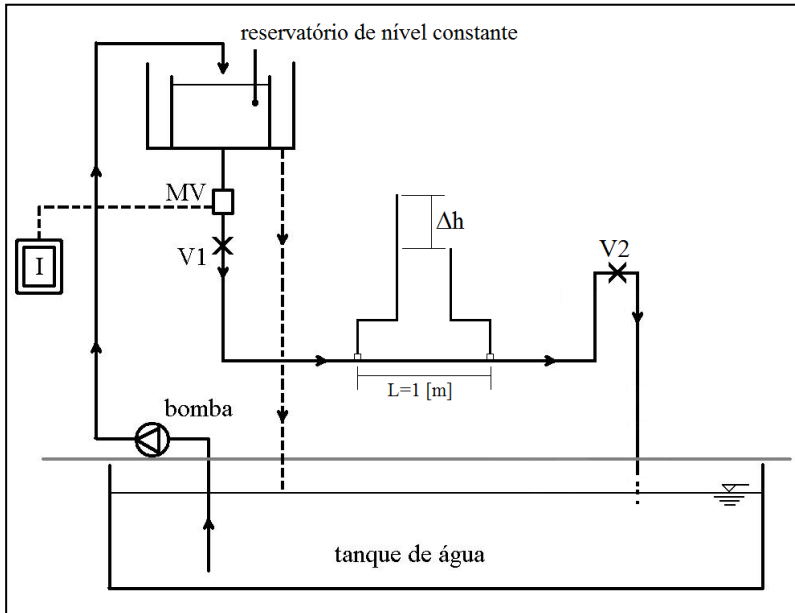 reservatório de nível constante
MV
Δh
V1
V2
I
L=1 [m]
bomba
tanque de água